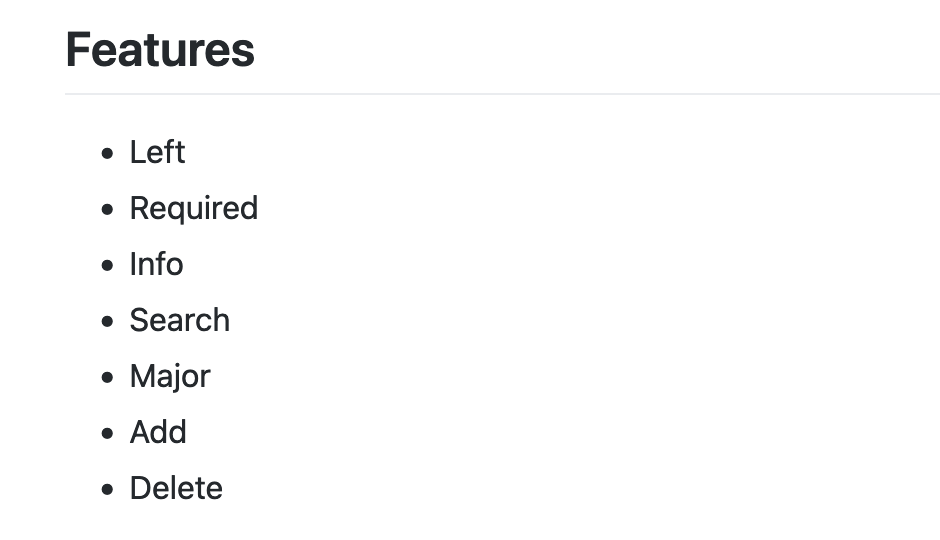 Features
Left
Required
Info
Search
Major
Add
Delete